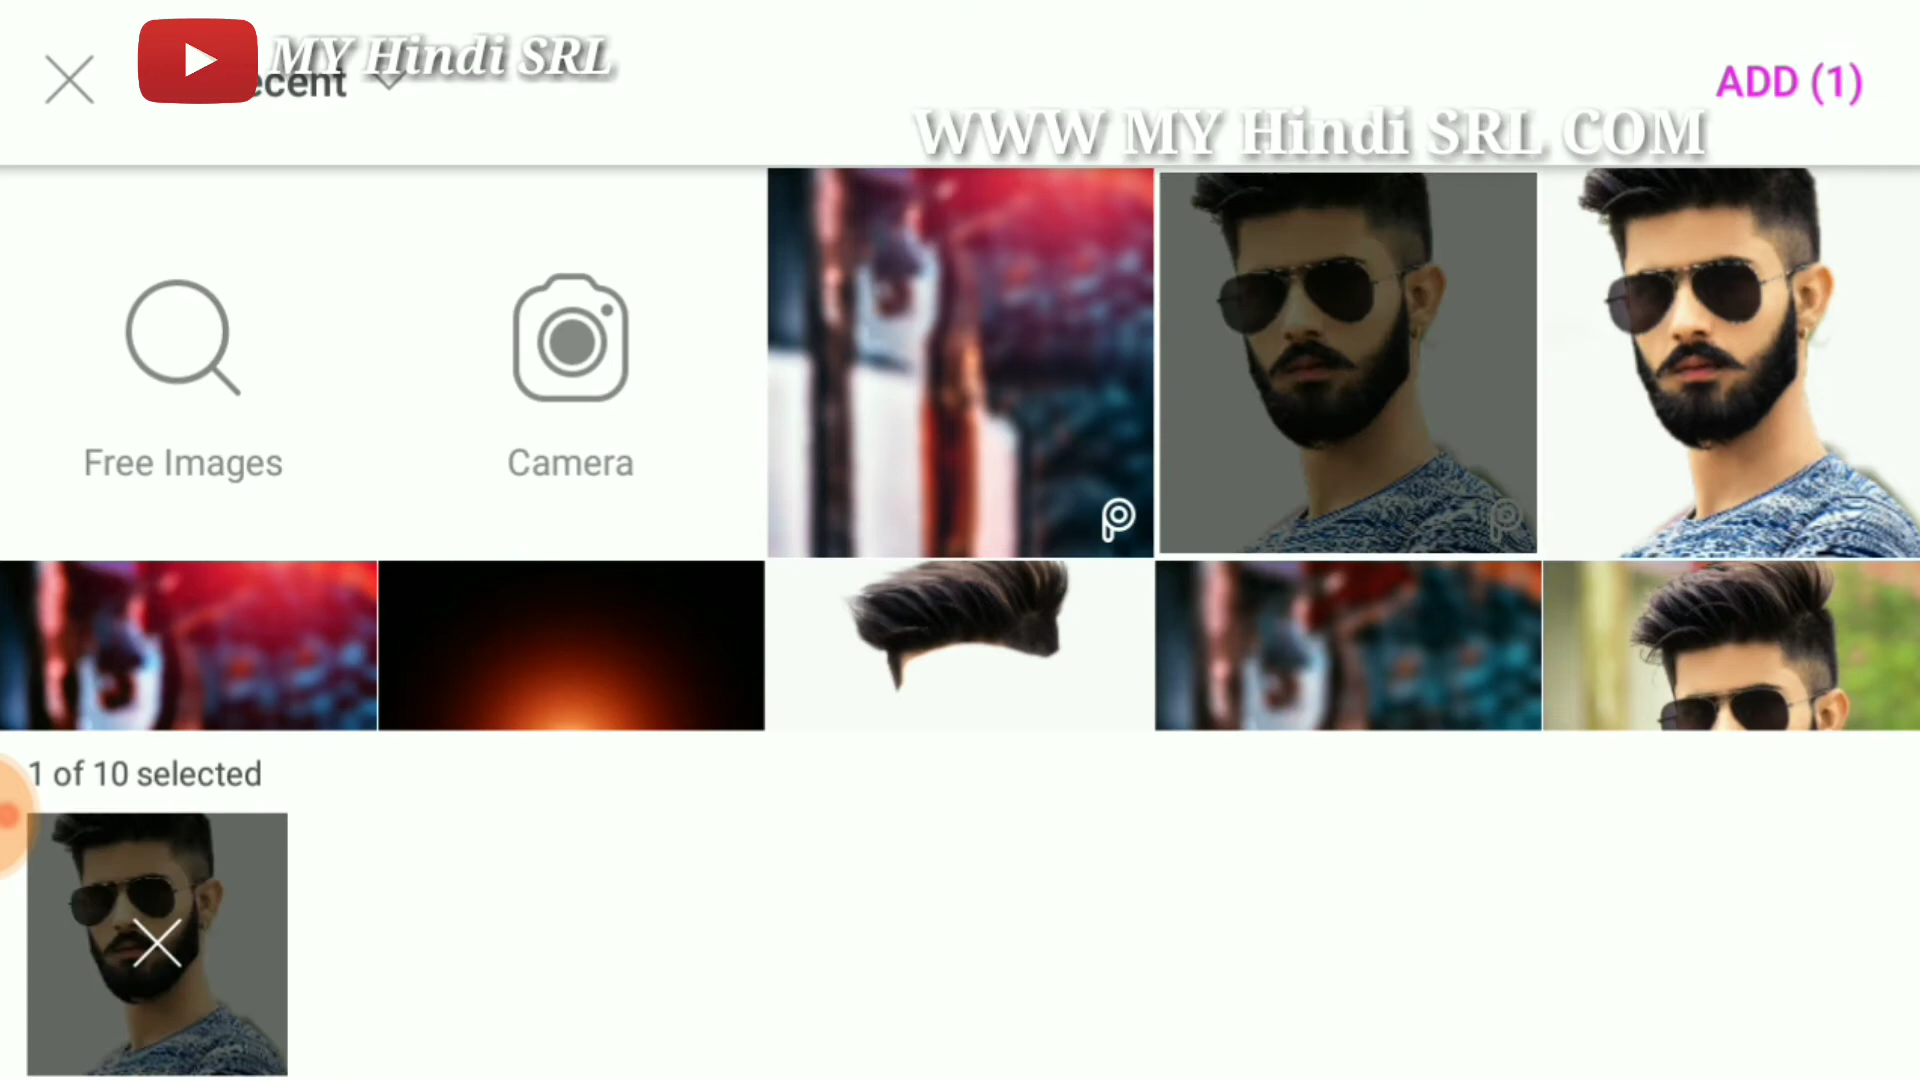 MY Hindi SRL
ecent
ADD (1)
WWW MY Hindi SRL COM
Free Images
Camera
1 of 10 selected